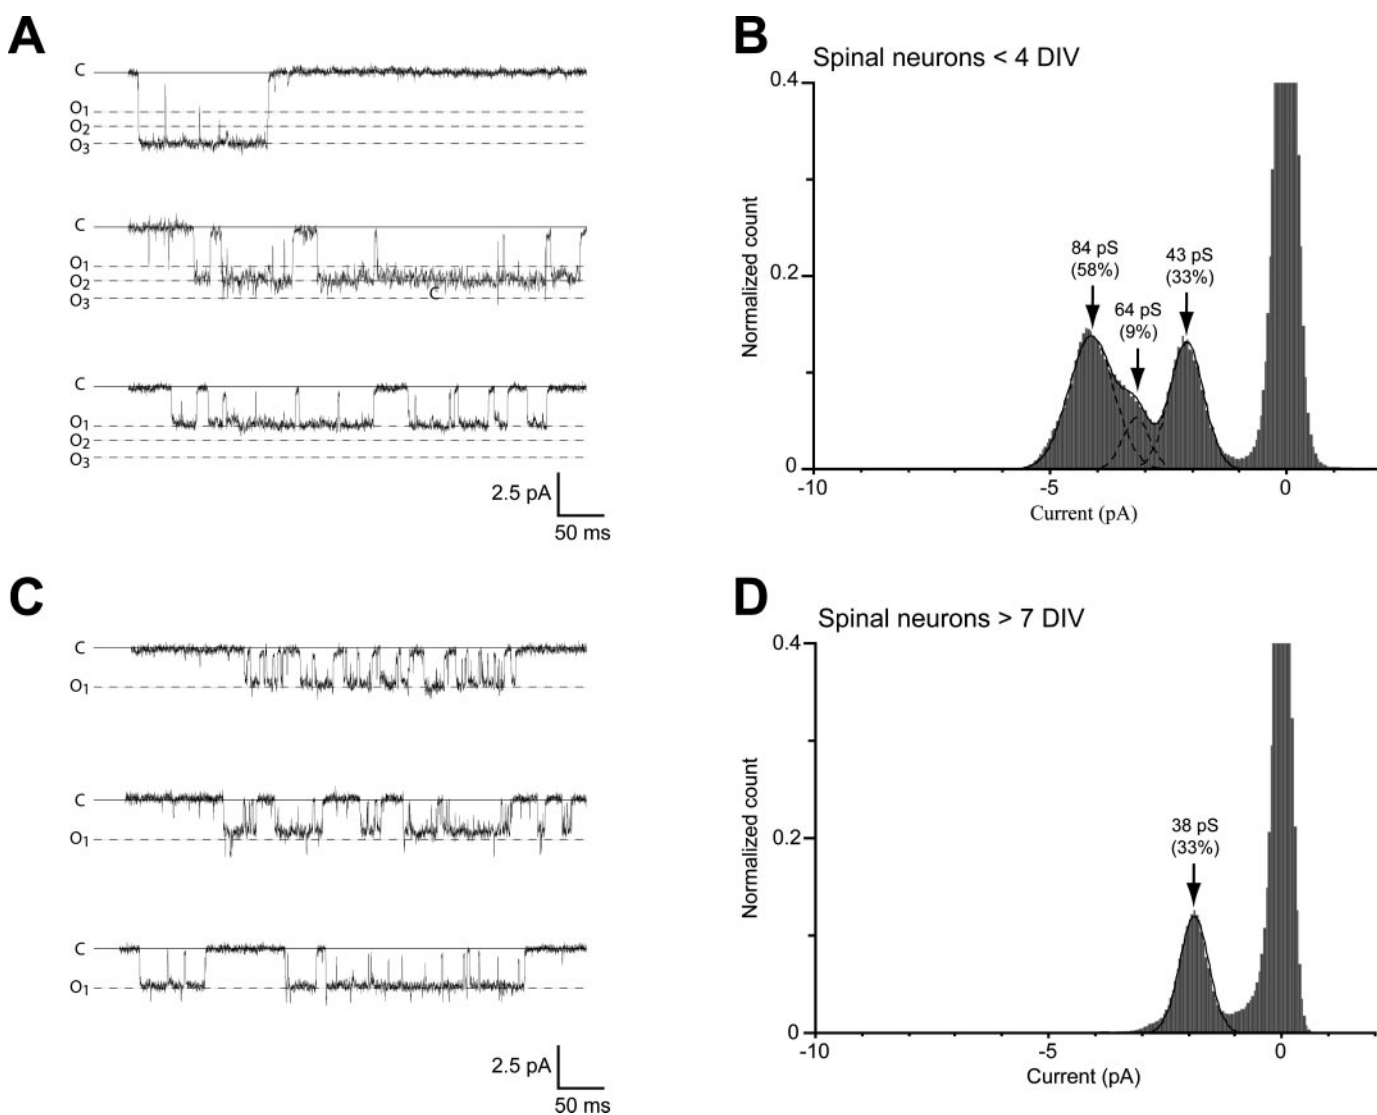 A
C
O1
O2
O3
C
O1
O2
C
O3
C
O1
O2
O3
2.5 pA
50 ms
B
Spinal neurons < 4 DIV
0.4
0.2
0
Normalized count
84 pS
(58%)
64 pS
(9%)
43 pS
(33%)
-10
-5
0
Current (pA)
C
C
O1
C
O1
C
O1
2.5 pA
50 ms
D
Spinal neurons > 7 DIV
0.4
0.2
0
Normalized count
38 pS
(33%)
-10
-5
0
Current (pA)